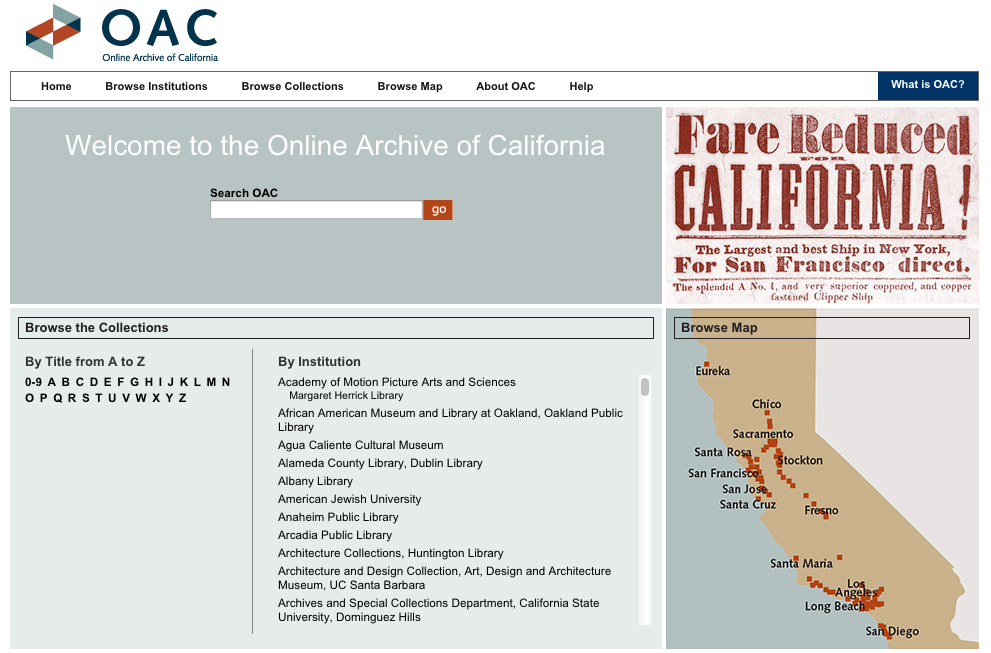 OAC
Online Archive of California
Home Browse Institutions Browse Collections Browse Map About OAC Help What is OAC?
Welcome to the Online Archive of California
Search OAC
go
Fare Reduced
FOR
CALIFORNIA!
The Largest and best Ship in New York,
For San Francisco direct.
The splendid A No. 1, and very superior coppered, and copper
fastened Clipper Ship
Browse the Collections
By Title from A to Z
0-9 A B C D E F G H I J K L M N
O P Q R S T U V W X Y Z
By Institution
Academy of Motion Picture Arts and Sciences
Margaret Herrick Library
African American Museum and Library at Oakland, Oakland Public
Library
Agua Caliente Cultural Museum
Alameda County Library, Dublin Library
Albany Library
American Jewish University
Anaheim Public Library
Arcadia Public Library
Architecture Collections, Huntington Library
Architecture and Design Collection, Art, Design and Architecture
Museum, UC Santa Barbara
Archives and Special Collections Department, California State
University, Dominguez Hills
Browse Map
Eureka
Chico
Sacramento
Santa Rosa
Stockton
San Francisco
San Jose
Santa Cruz
Fresno
Santa Maria
Los
Angeles
Long Beach
San Diego